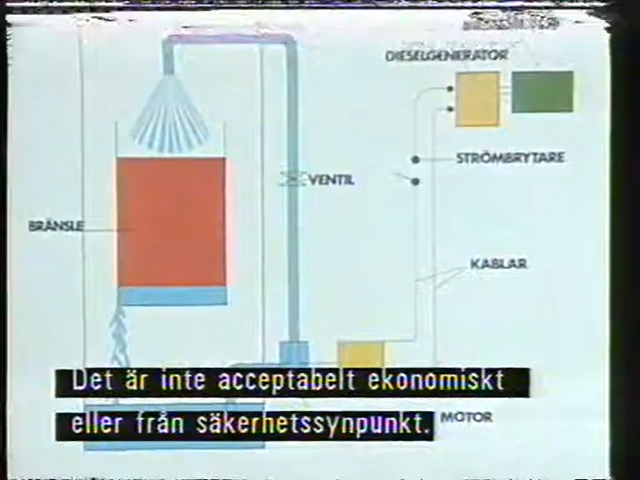 DIESELGENERATOR
STRÖMBRYTARE
VENTIL
BRÄNSLE
KABLAR
Det är inte acceptabelt ekonomiskt
eller från säkerhetssynpunkt.
MOTOR